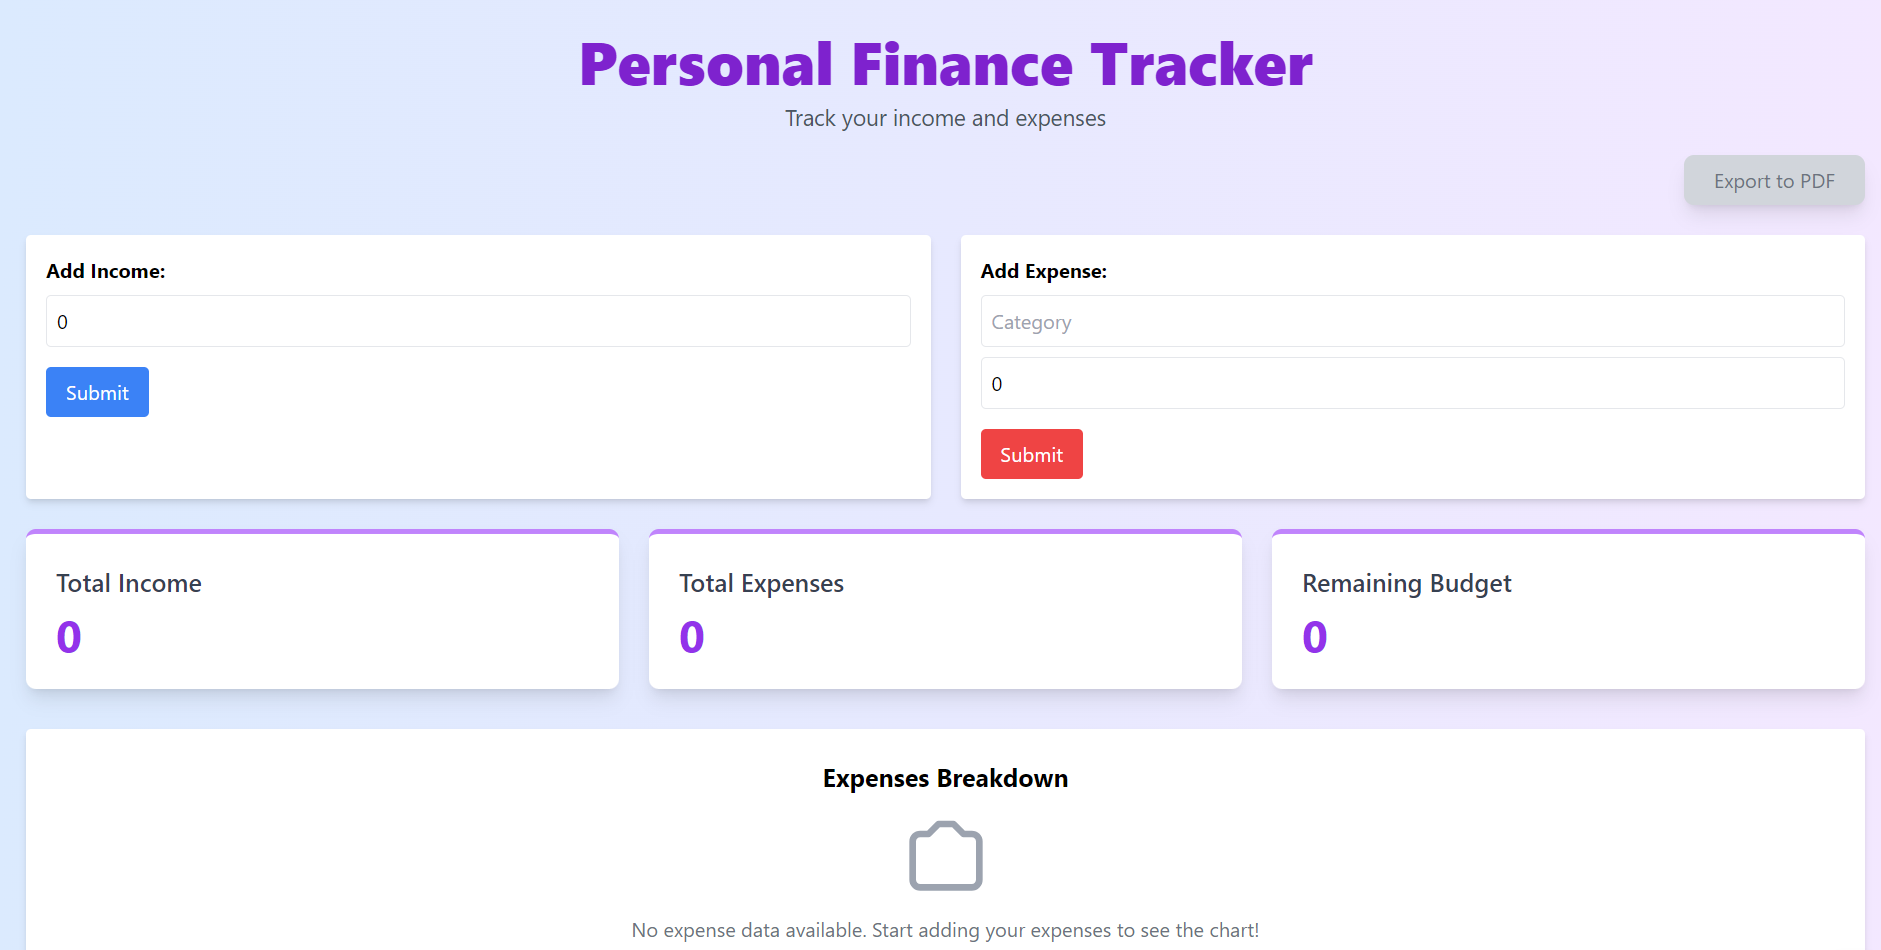 Personal Finance Tracker
Track your income and expenses
Export to PDF
Add Income:
0
Submit
Add Expense:
Category
0
Submit
Total Income
0
Total Expenses
0
Remaining Budget
0
Expenses Breakdown
No expense data available. Start adding your expenses to see the chart!